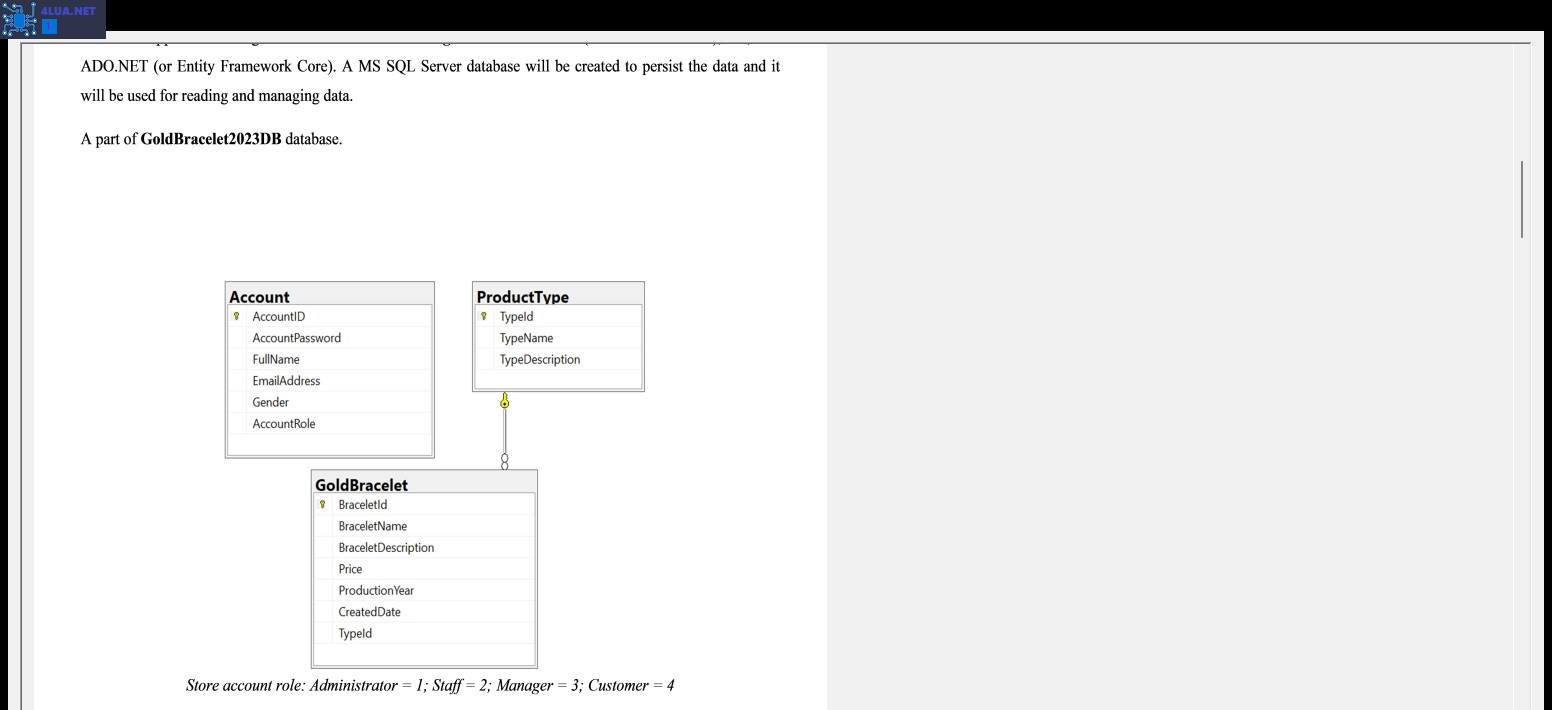 4LUA.NET
ADO.NET (or Entity Framework Core). A MS SQL Server database will be created to persist the data and it
will be used for reading and managing data.
A part of GoldBracelet2023DB database.
Account
AccountID
AccountPassword
FullName
EmailAddress
Gender
AccountRole
ProductType
TypeId
TypeName
TypeDescription
GoldBracelet
BraceletId
BraceletName
BraceletDescription
Price
ProductionYear
CreatedDate
TypeId
Store account role: Administrator = 1; Staff = 2; Manager = 3; Customer = 4